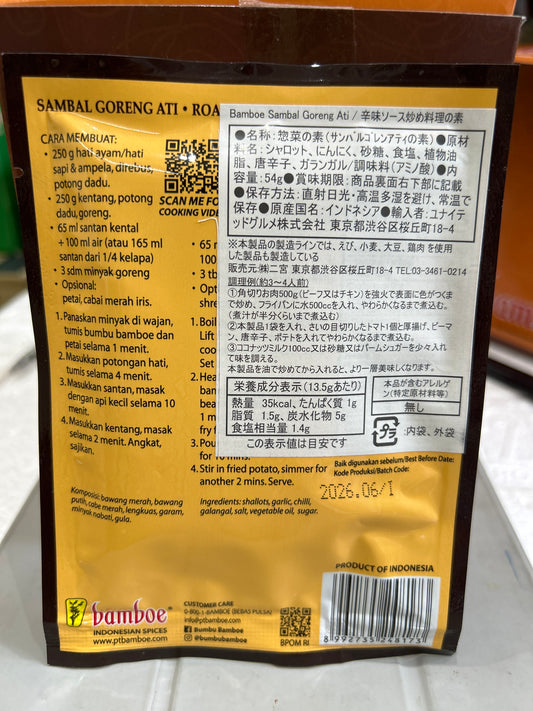 SAMBAL GORENG ATI • ROA
CARA MEMBUAT:
• 250 g hati ayam/hati
sapi & ampela, direbus,
potong dadu.
• 250 g kentang, potong
dadu, goreng.
• 65 ml santan kental
+ 100 ml air (atau 165 ml
santan dari 1/4 kelapa)
• 3 sdm minyak goreng
• Opsional:
petai, cabai merah iris.
1. Panaskan minyak di wajan,
tumis bumbu bamboe dan
petai selama 1 menit.
2. Masukkan potongan hati,
tumis selama 4 menit.
3. Masukkan santan, masak
dengan api kecil selama 10
menit.
4. Masukkan kentang, masak
selama 2 menit. Angkat,
sajikan.
Komposisi: bawang merah, bawang
putih, cabe merah, lengkuas, garam,
minyak nabati, gula.
SCAN ME FO
COOKING VIDE
• 65
+ 10
• 3 tb
• Opt
shre
1. Boil
Lift
coo
Set
2. Hea
bam
bea
1 m
fry f
3. Pou
for 10 mins.
4. Stir in fried potato, simmer for
another 2 mins. Serve.
Ingredients: shallots, garlic, chilli,
galangal, salt, vegetable oil, sugar.
Bamboe Sambal Goreng Ati / 辛味ソース炒め料理の素
●名称:惣菜の素(サンバルゴレンアティの素)●原材
料名:シャロット、にんにく、砂糖、食塩、植物油
脂、唐辛子、ガランガル/調味料(アミノ酸)●内
容量:54g●賞味期限:商品裏面右下部に記載
●保存方法:直射日光・高温多湿を避け、常温で
保存●原産国名:インドネシア●輸入者:ユナイテ
ッドグルメ株式会社 東京都渋谷区桜丘町18-4
※本製品の製造ラインでは、えび、小麦、大豆、鶏肉 を使用
した製品も製造している
販売元:㈱二宮 東京都渋谷区桜丘町18-4 TEL03-3461-0214
調理例(約3～4人前)
①角切りお肉500g(ビーフ又はチキン)を強火で表面に色がつくま
で炒め、フライパンに水500ccを入れ、やわらかくなるまで煮込む。
(煮汁が半分くらいまで煮込む)
②本製品1袋を入れ、さいの目切りしたトマト1個と厚揚げ、ピーマ
ン、唐辛子、ポテトを入れてやわらかくなるまで煮込む。
③ココナッツミルク100cc又は砂糖又はパームシュガーを少々入れ
て味を調える。
本製品を油で炒めてから入れると、より一層美味しくなります。
栄養成分表示(13.5gあたり)
熱量 35kcal、たんぱく質 1g
脂質 1.5g、炭水化物 5g
食塩相当量 1.4g
この表示値は目安です
本品が含むアレルゲ
ン(特定原材料等)
無し
プラ
:内袋、外袋
Baik digunakan sebelum/Best Before Date:
Kode Produksi/Batch Code:
2026.06/I
PRODUCT OF INDONESIA
8 992735 248173
bamboe®
INDONESIAN SPICES
www.ptbamboe.com
CUSTOMER CARE
0-800-1-BAMBOE (BEBAS PULSA)
info@ptbamboe.com
Bumbu Bamboe
@bumbubamboe
BPOM RI